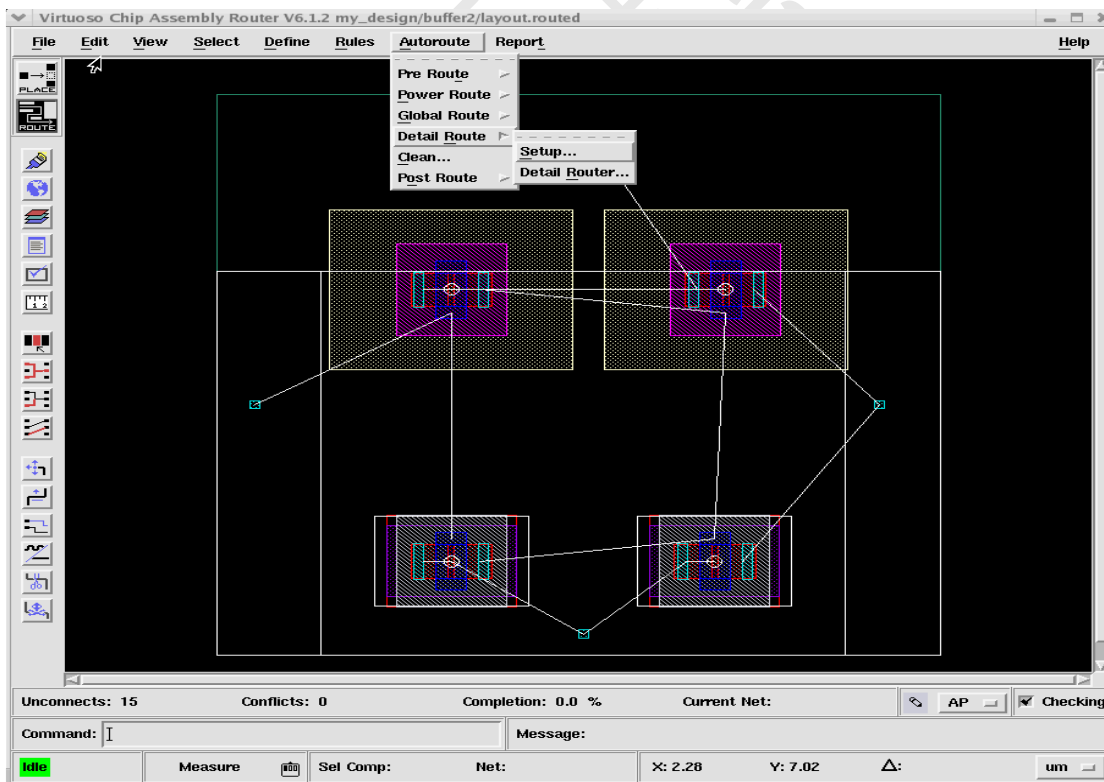 Virtuoso Chip Assembly Router V6.1.2 my_design/buffer2/layout.routed
File Edit View Select Define Rules Autoroute Report Help
PLACE
ROUTE
Pre Route
Power Route
Global Route
Detail Route
Clean...
Post Route
Setup...
Detail Router...
1 2
Unconnects: 15 Conflicts: 0 Completion: 0.0 % Current Net: AP Checking
Command: Message:
Idle Measure Sel Comp: Net: X: 2.28 Y: 7.02 Δ: um